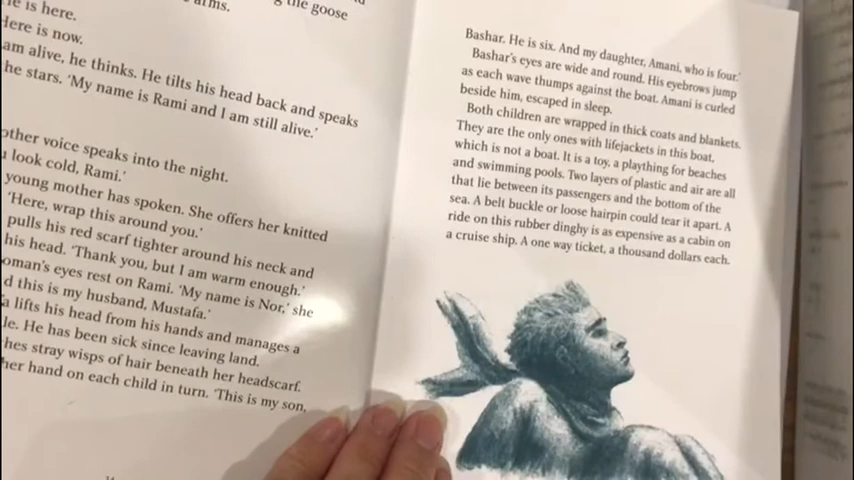 is here.
Here is now.
am alive, he thinks. He tilts his head back and speaks
he stars. ‘My name is Rami and I am still alive.’
other voice speaks into the night.
look cold, Rami.’
young mother has spoken. She offers her knitted
‘Here, wrap this around you.’
pulls his red scarf tighter around his neck and
his head. ‘Thank you, but I am warm enough.’
oman’s eyes rest on Rami. ‘My name is Nor,’ she
d this is my husband, Mustafa.’
a lifts his head from his hands and manages a
le. He has been sick since leaving land.
hes stray wisps of hair beneath her headscarf.
her hand on each child in turn. ‘This is my son,
arms.
the goose
Bashar. He is six. And my daughter, Amani, who is four.’
Bashar’s eyes are wide and round. His eyebrows jump
as each wave thumps against the boat. Amani is curled
beside him, escaped in sleep.
Both children are wrapped in thick coats and blankets.
They are the only ones with lifejackets in this boat,
which is not a boat. It is a toy, a plaything for beaches
and swimming pools. Two layers of plastic and air are all
that lie between its passengers and the bottom of the
sea. A belt buckle or loose hairpin could tear it apart. A
ride on this rubber dinghy is as expensive as a cabin on
a cruise ship. A one way ticket, a thousand dollars each.